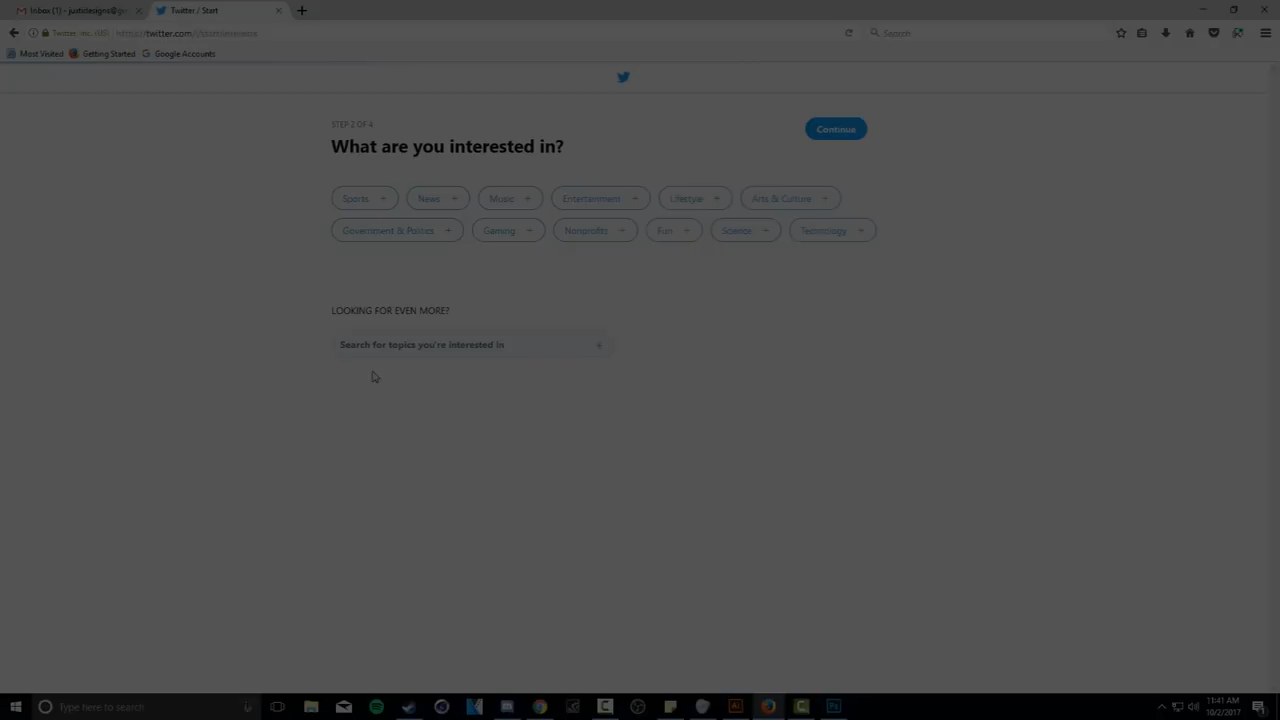 Inbox (1) - justidesigns@
Twitter / Start
Twitter, Inc. (US) https://twitter.com/
Search
Most Visited Getting Started Google Accounts
STEP 2 OF 4
What are you interested in?
Continue
Sports + News + Music + Entertainment + Lifestyle + Arts & Culture +
Government & Politics + Gaming + Nonprofits + Fun + Science + Technology +
LOOKING FOR EVEN MORE?
Search for topics you're interested in +
Type here to search
11:41 AM
10/2/2017